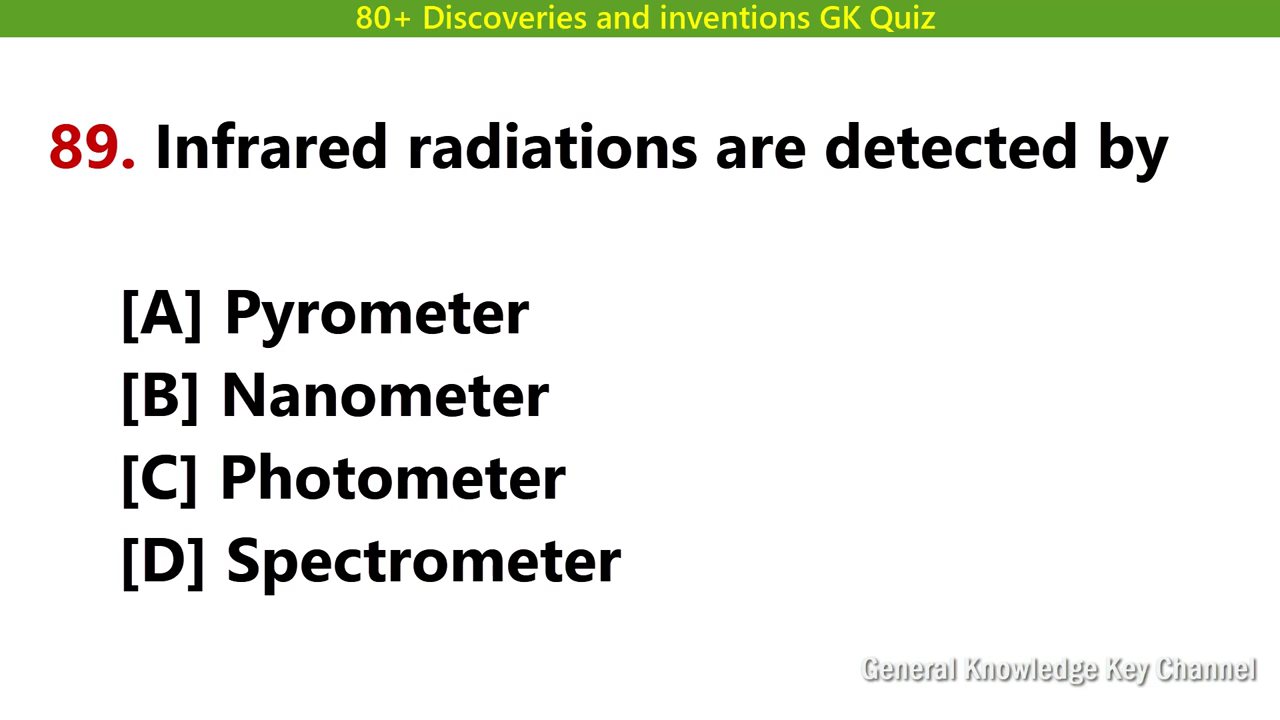 80+ Discoveries and inventions GK Quiz
89. Infrared radiations are detected by
[A] Pyrometer
[B] Nanometer
[C] Photometer
[D] Spectrometer
General Knowledge Key Channel